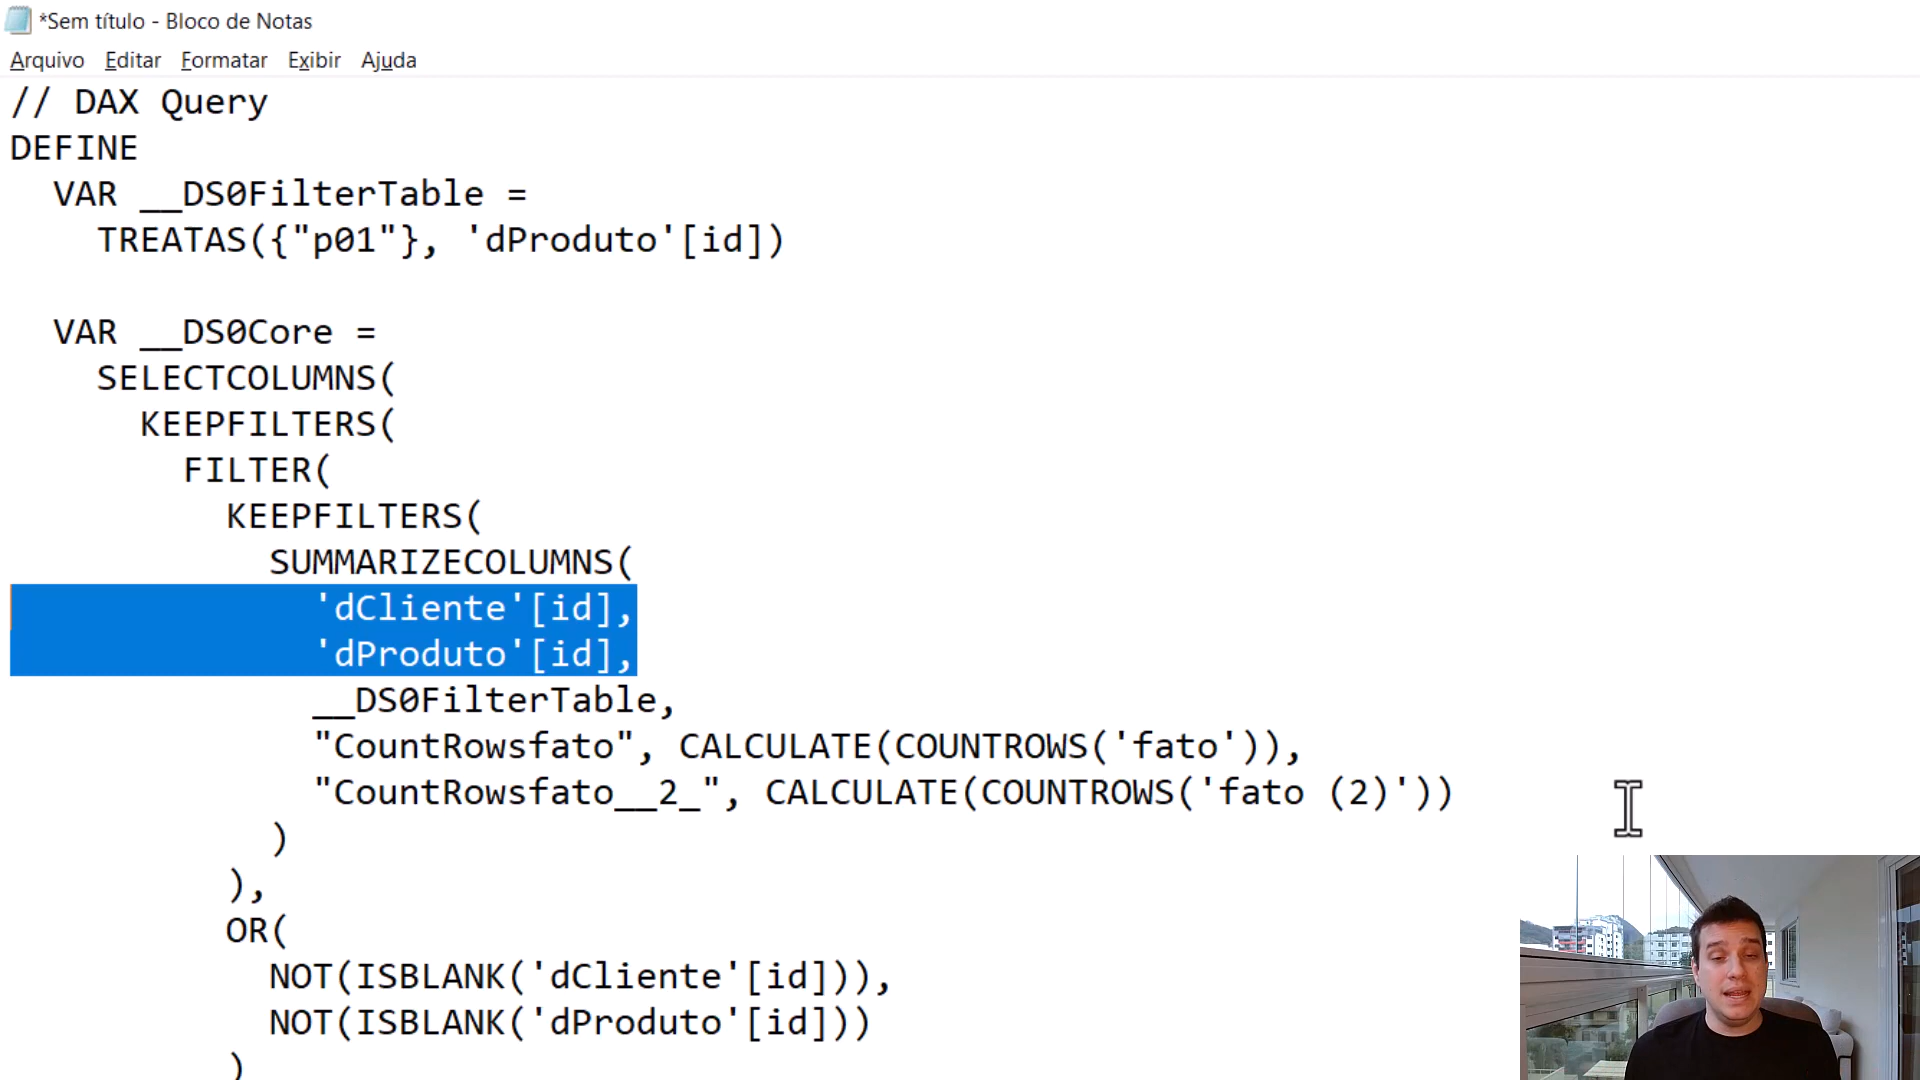 *Sem título - Bloco de Notas
Arquivo Editar Formatar Exibir Ajuda
// DAX Query
DEFINE
  VAR __DS0FilterTable =
    TREATAS({"p01"}, 'dProduto'[id])

  VAR __DS0Core =
    SELECTCOLUMNS(
      KEEPFILTERS(
        FILTER(
          KEEPFILTERS(
            SUMMARIZECOLUMNS(
              'dCliente'[id],
              'dProduto'[id],
              __DS0FilterTable,
              "CountRowsfato", CALCULATE(COUNTROWS('fato')),
              "CountRowsfato__2_", CALCULATE(COUNTROWS('fato (2)'))
            )
          ),
          OR(
            NOT(ISBLANK('dCliente'[id])),
            NOT(ISBLANK('dProduto'[id]))
          )